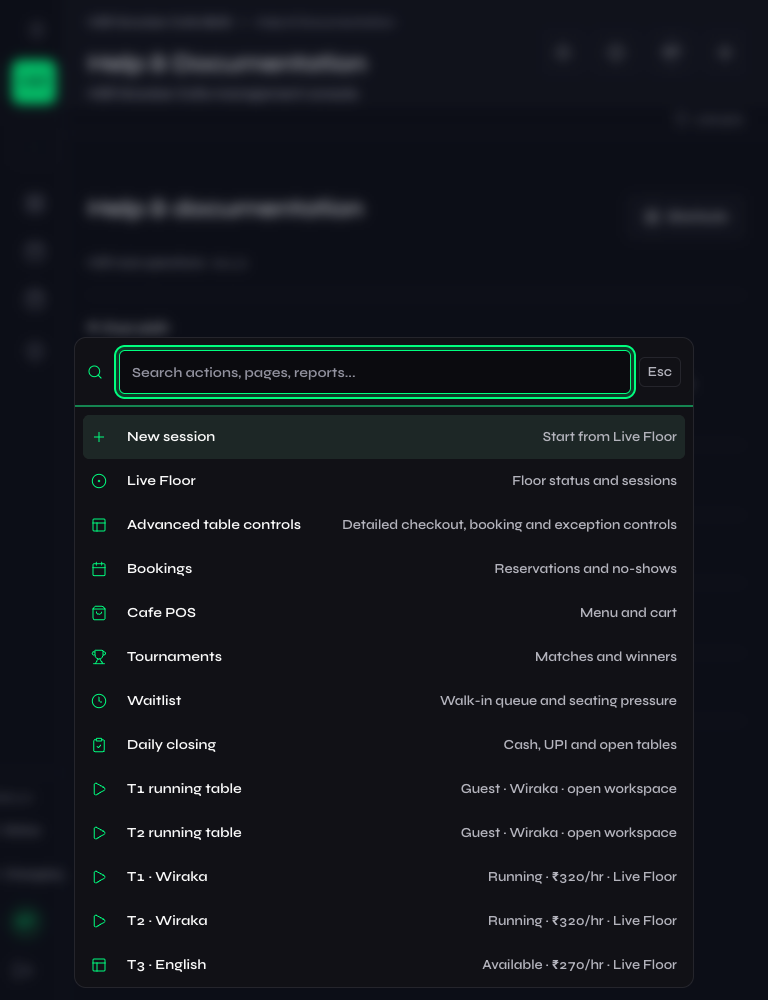 Help & Documentation
Help & documentation
Search actions, pages, reports...
Esc
New session Start from Live Floor
Live Floor Floor status and sessions
Advanced table controls Detailed checkout, booking and exception controls
Bookings Reservations and no-shows
Cafe POS Menu and cart
Tournaments Matches and winners
Waitlist Walk-in queue and seating pressure
Daily closing Cash, UPI and open tables
T1 running table Guest · Wiraka · open workspace
T2 running table Guest · Wiraka · open workspace
T1 · Wiraka Running · ₹320/hr · Live Floor
T2 · Wiraka Running · ₹320/hr · Live Floor
T3 · English Available · ₹270/hr · Live Floor